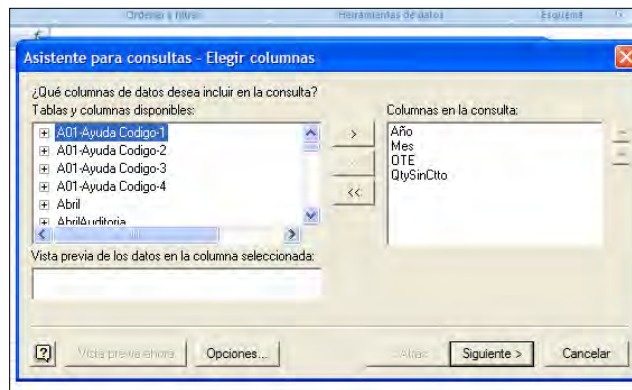 Ordenar y filtrar
Herramientas de datos
Esquema
Asistente para consultas - Elegir columnas
¿Qué columnas de datos desea incluir en la consulta?
Tablas y columnas disponibles:
A01-Ayuda Codigo-1
A01-Ayuda Codigo-2
A01-Ayuda Codigo-3
A01-Ayuda Codigo-4
Abril
AbrilAuditoria
>
<<
Columnas en la consulta:
Año
Mes
OTE
QtySinCtto
Vista previa de los datos en la columna seleccionada:
?
Vista previa ahora
Opciones...
< Atrás
Siguiente >
Cancelar